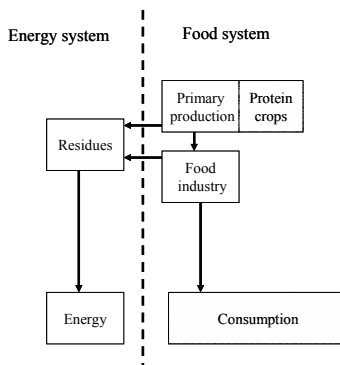 Energy system
Food system
Primary
production
Protein
crops
Residues
Food
industry
Energy
Consumption